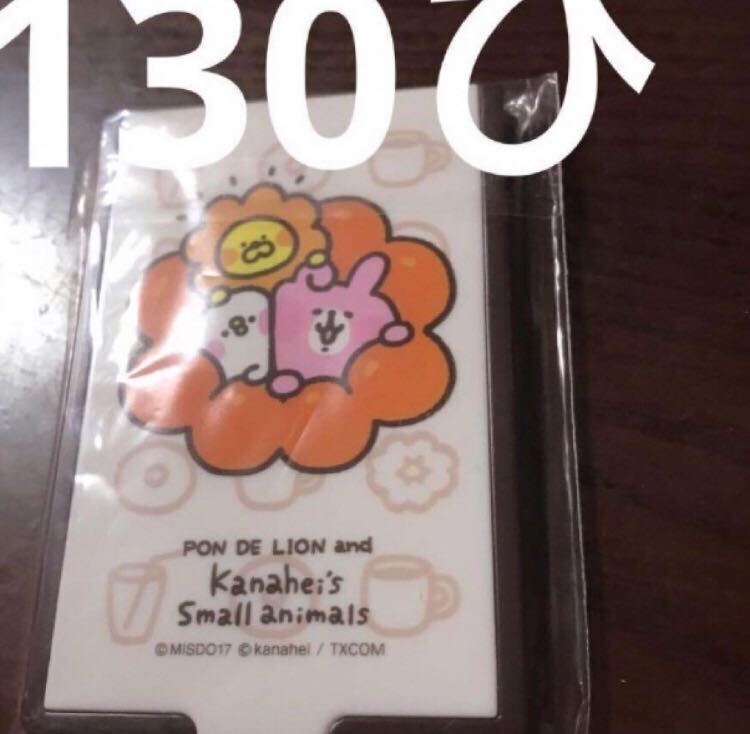 130ひ
PON DE LION and
Kanahei's
Small animals
©MISDO17 ©kanahei / TXCOM